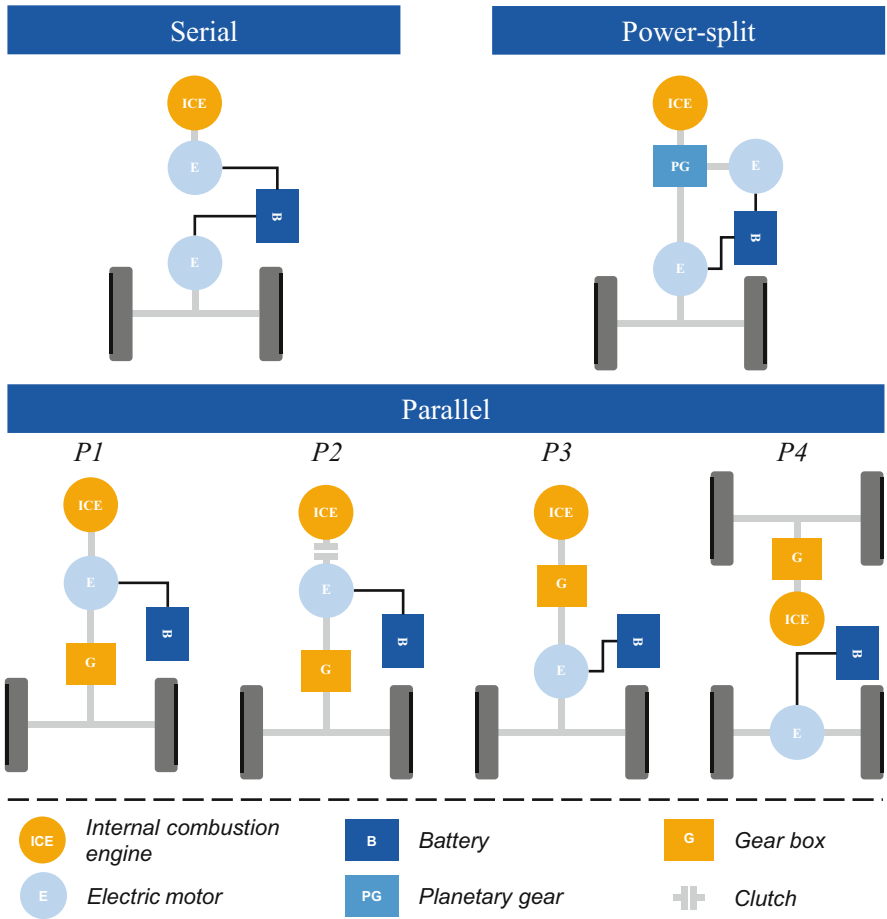 Serial
Power-split
ICE
ICE
E
PG
E
B
B
E
E
Parallel
P1
P2
P3
P4
ICE
ICE
ICE
G
E
E
G
ICE
B
B
B
B
G
G
E
E
ICE
Internal combustion
engine
B
Battery
G
Gear box
E
Electric motor
PG
Planetary gear
Clutch